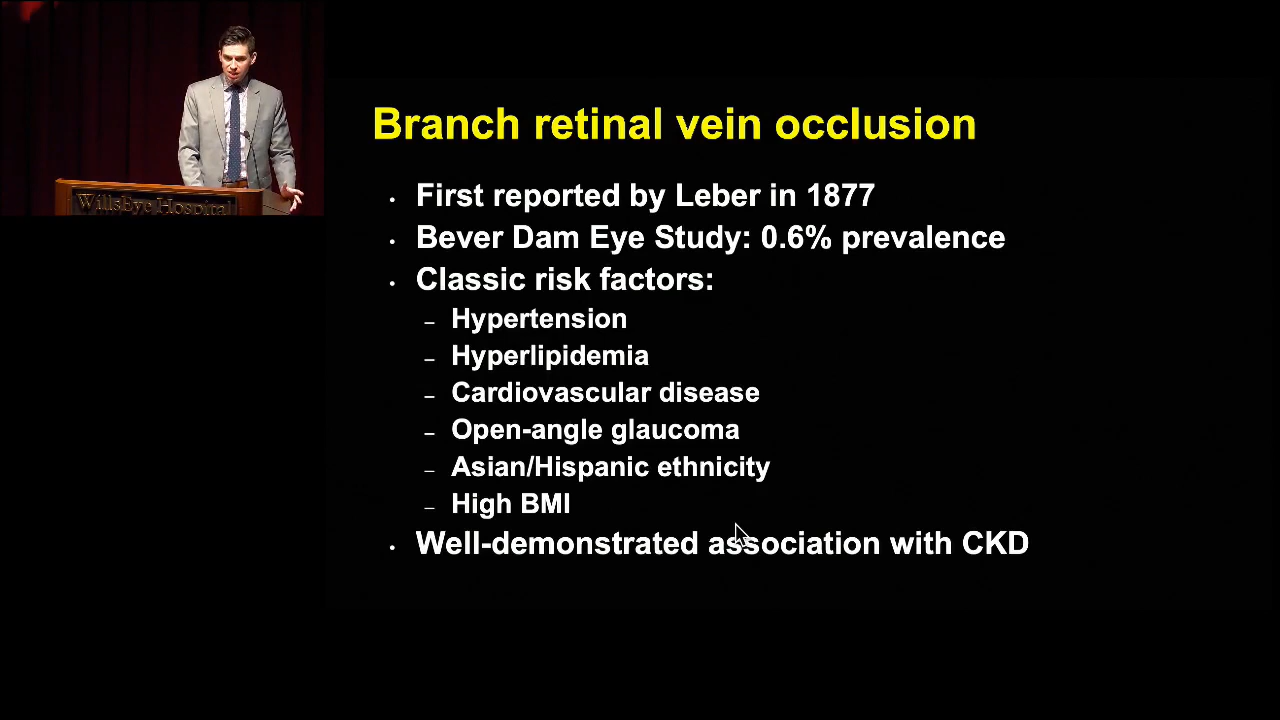 Branch retinal vein occlusion
• First reported by Leber in 1877
• Bever Dam Eye Study: 0.6% prevalence
• Classic risk factors:
– Hypertension
– Hyperlipidemia
– Cardiovascular disease
– Open-angle glaucoma
– Asian/Hispanic ethnicity
– High BMI
• Well-demonstrated association with CKD
WillsEye Hospital